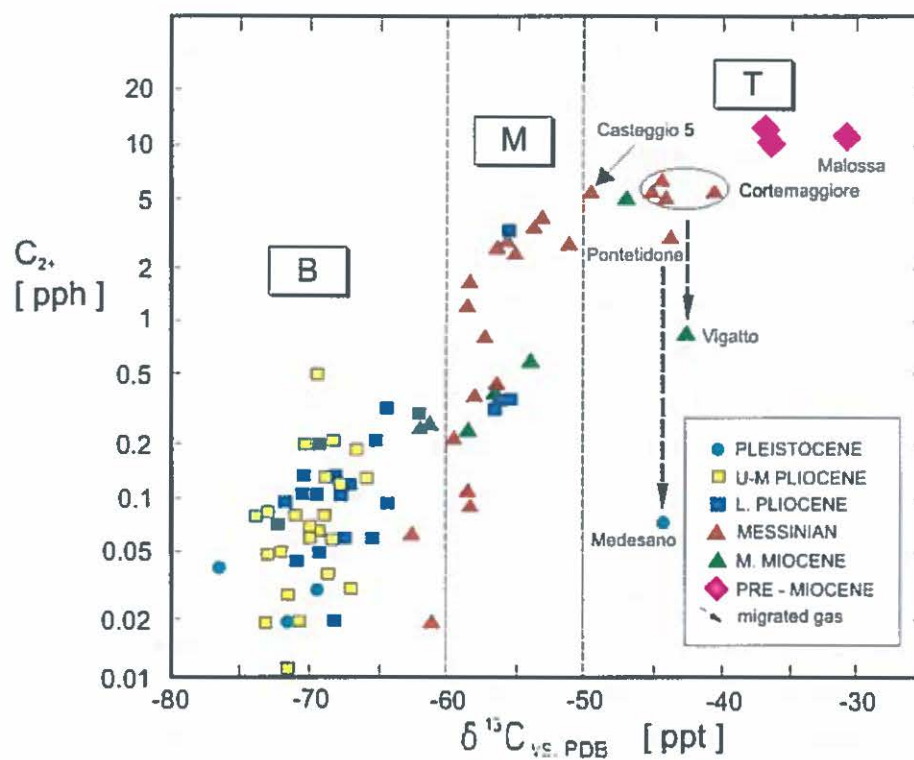 T
M
B
Casteggio 5
Malossa
Cortemaggiore
Pontetidone
Vigatto
Medesano
C2+
[ pph ]
20
10
5
2
1
0.5
0.2
0.1
0.05
0.02
0.01
-80
-70
-60
-50
-40
-30
δ 13C vs. PDB [ ppt ]
PLEISTOCENE
U-M PLIOCENE
L. PLIOCENE
MESSINIAN
M. MIOCENE
PRE - MIOCENE
migrated gas